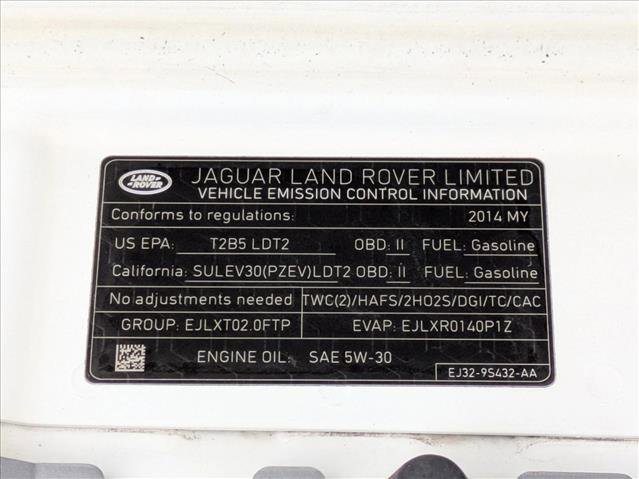 LAND ROVER
JAGUAR LAND ROVER LIMITED
VEHICLE EMISSION CONTROL INFORMATION
Conforms to regulations: 2014 MY
US EPA: T2B5 LDT2 OBD: II FUEL: Gasoline
California: SULEV30(PZEV)LDT2 OBD: II FUEL: Gasoline
No adjustments needed TWC(2)/HAFS/2HO2S/DGI/TC/CAC
GROUP: EJLXT02.0FTP EVAP: EJLXR0140P1Z
ENGINE OIL: SAE 5W-30
EJ32-9S432-AA